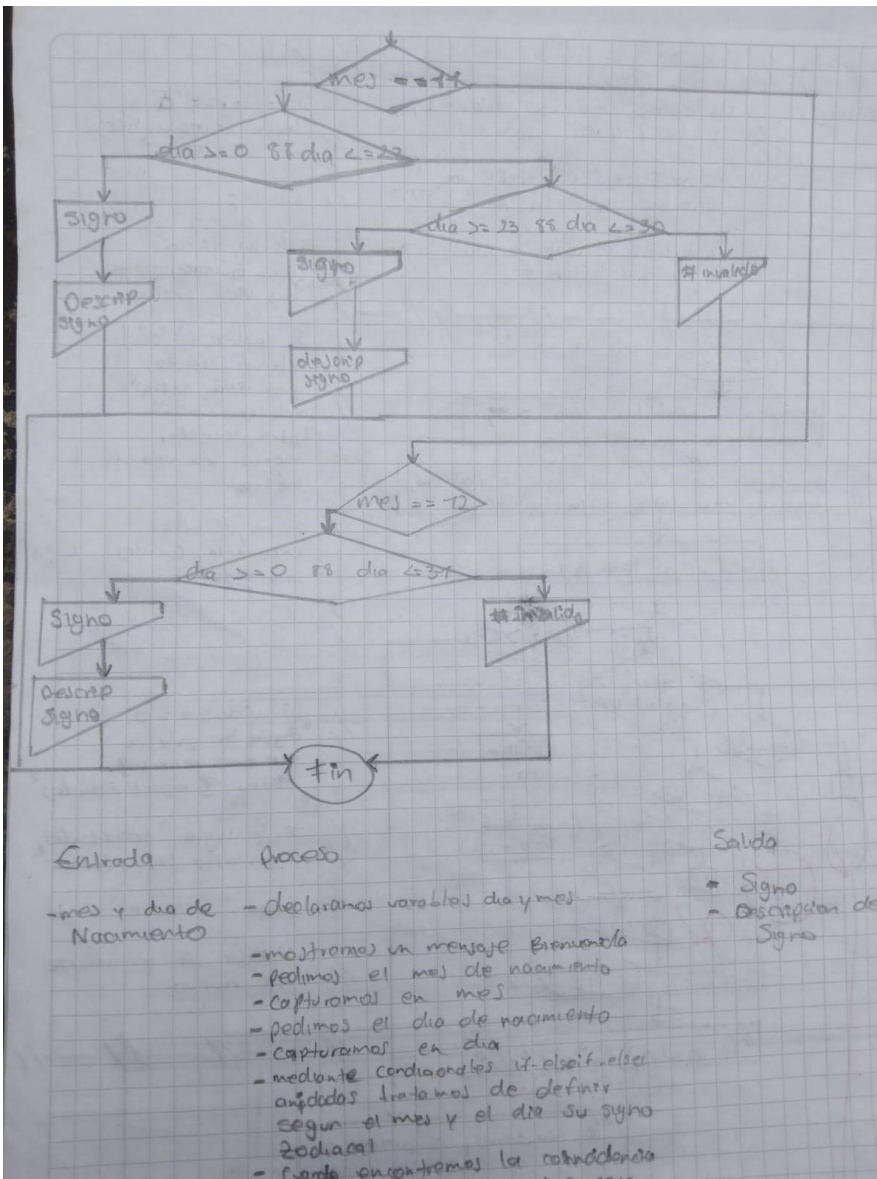 mes == 11
dia >= 0 && dia <= 22
signo
Descrip
signo
dia >= 23 && dia <= 30
signo
descrip
signo
# invalido
mes == 12
dia >= 0 && dia <= 31
Signo
Descrip
signo
# Invalido
Fin
Entrada
- mes y dia de
Nacimiento
Proceso
- declaramos varables dia y mes
- mostramos un mensaje Bienvenida
- pedimos el mes de nacimiento
- capturamos en mes
- pedimos el dia de nacimiento
- capturamos en dia
- mediante condicionales if-elseif-else
anidadas tratamos de definir
segun el mes y el dia su signo
zodiacal
- Cuando encontremos la coincidencia
Salida
- Signo
- Descripcion de
Signo